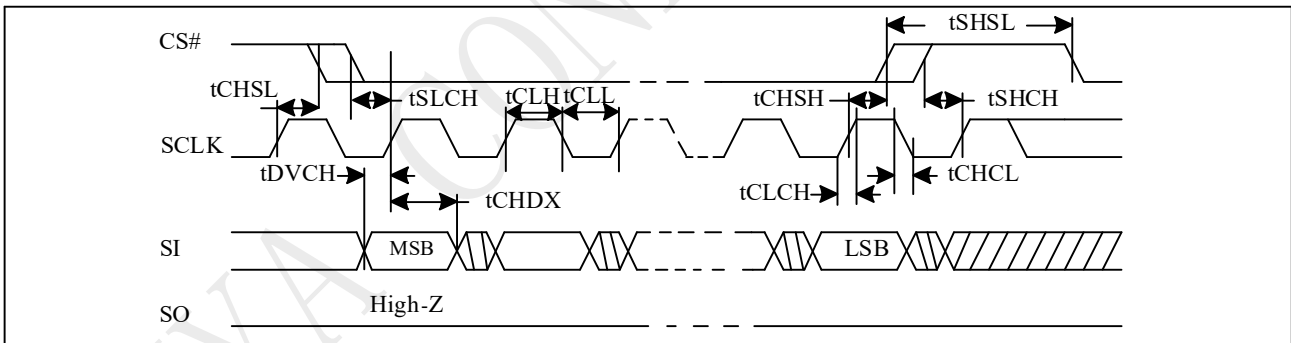 tSHSL
CS#
tCHSL
tSLCH
tCLH
tCLL
tCHSH
tSHCH
SCLK
tDVCH
tCHDX
tCLCH
tCHCL
SI
MSB
LSB
SO
High-Z